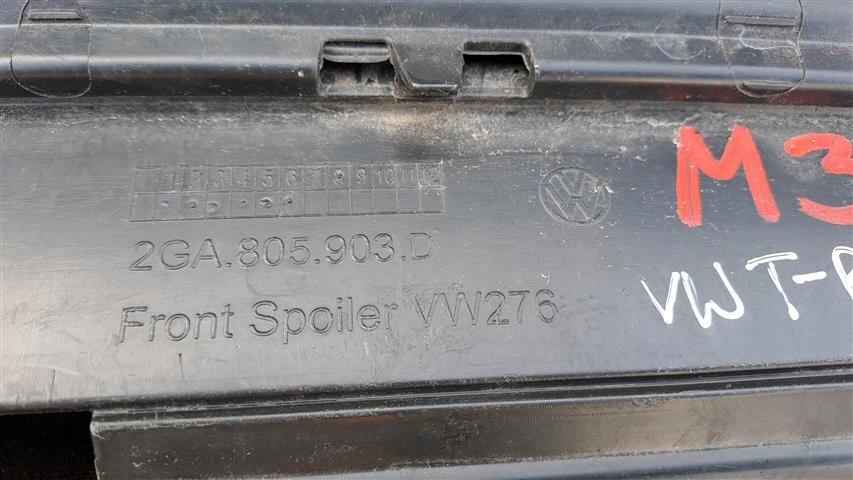 1 2 3 4 5 6 7 8 9 10 11 12
2GA.805.903.D
Front Spoiler VW276
VW
M3
VW T-